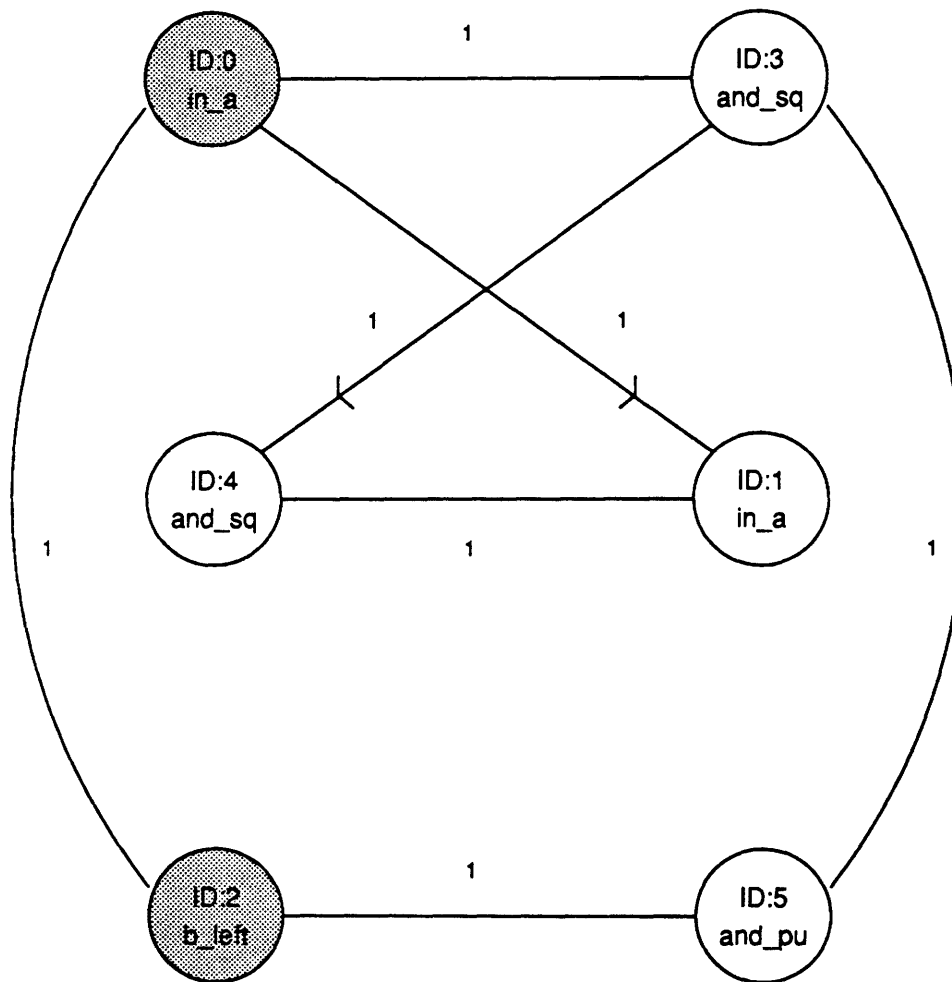 1
ID:0
in_a
ID:3
and_sq
1
1
ID:4
and_sq
ID:1
in_a
1
1
1
1
ID:2
b_left
ID:5
and_pu